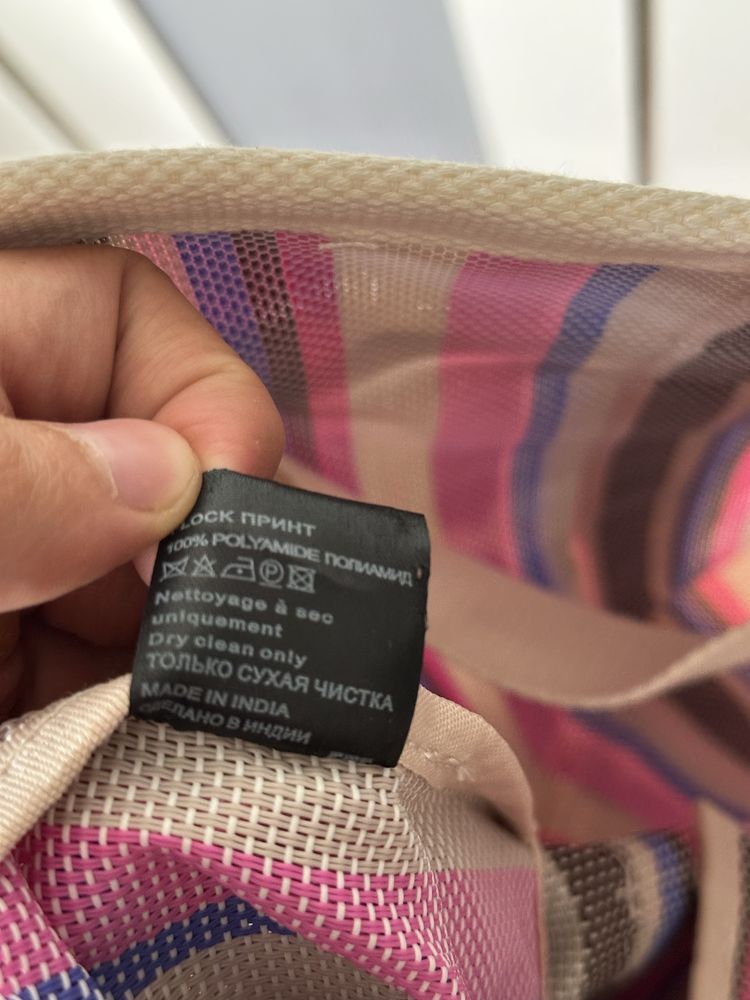 LOCK ПРИНТ
100% POLYAMIDE ПОЛИАМИД
Nettoyage à sec
uniquement
Dry clean only
ТОЛЬКО СУХАЯ ЧИСТКА
MADE IN INDIA
СДЕЛАНО В ИНДИИ